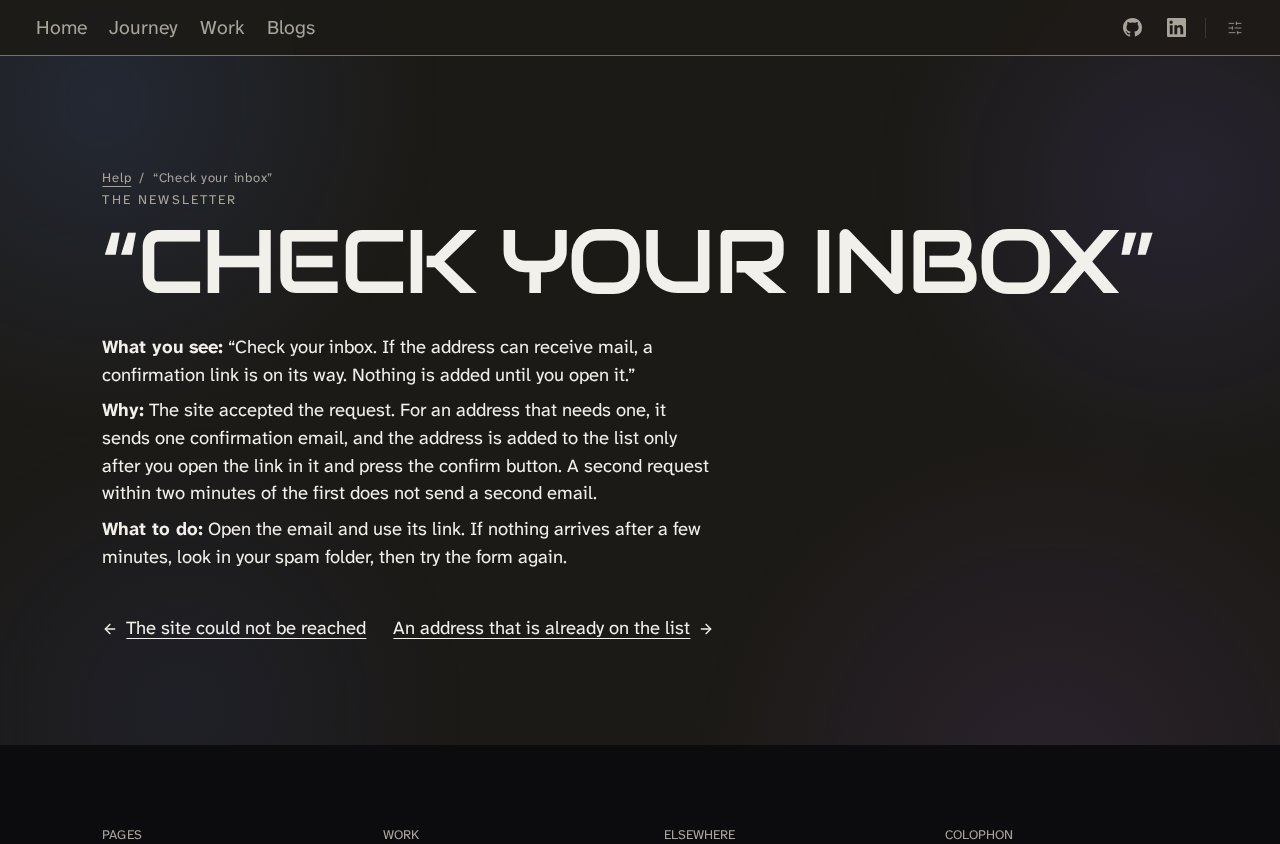 Home Journey Work Blogs
Help / “Check your inbox”
THE NEWSLETTER
“CHECK YOUR INBOX”
What you see: “Check your inbox. If the address can receive mail, a
confirmation link is on its way. Nothing is added until you open it.”
Why: The site accepted the request. For an address that needs one, it
sends one confirmation email, and the address is added to the list only
after you open the link in it and press the confirm button. A second request
within two minutes of the first does not send a second email.
What to do: Open the email and use its link. If nothing arrives after a few
minutes, look in your spam folder, then try the form again.
← The site could not be reached An address that is already on the list →
PAGES WORK ELSEWHERE COLOPHON